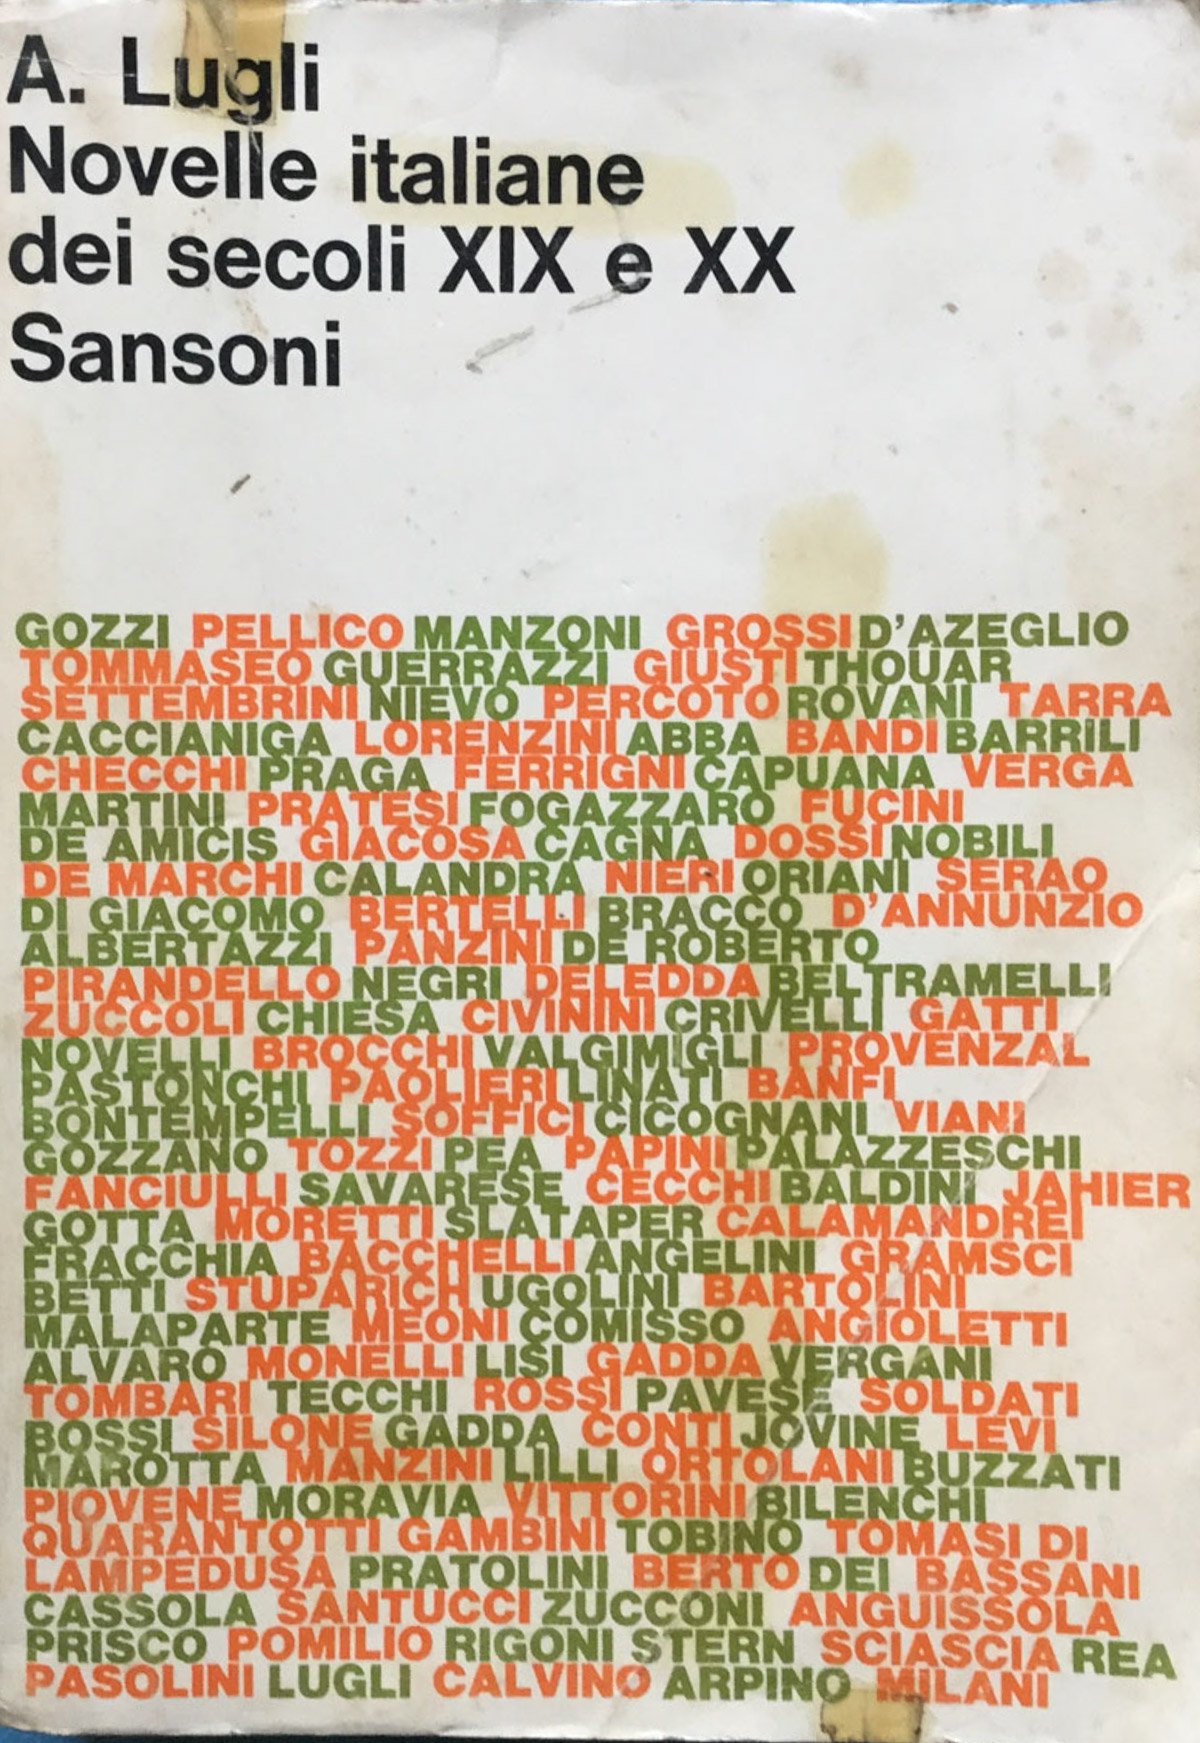 A. Lugli
Novelle italiane
dei secoli XIX e XX
Sansoni
GOZZI PELLICO MANZONI GROSSI D'AZEGLIO
TOMMASEO GUERRAZZI GIUSTI THOUAR
SETTEMBRINI NIEVO PERCOTO ROVANI TARRA
CACCIANIGA LORENZINI ABBA BANDI BARRILI
CHECCHI PRAGA FERRIGNI CAPUANA VERGA
MARTINI PRATESI FOGAZZARO FUCINI
DE AMICIS GIACOSA CAGNA DOSSI NOBILI
DE MARCHI CALANDRA NIERI ORIANI SERAO
DI GIACOMO BERTELLI BRACCO D'ANNUNZIO
ALBERTAZZI PANZINI DE ROBERTO
PIRANDELLO NEGRI DELEDDA BELTRAMELLI
ZUCCOLI CHIESA CIVININI CRIVELLI GATTI
NOVELLI BROCCHI VALGIMIGLI PROVENZAL
PASTONCHI PAOLIERI LINATI BANFI
BONTEMPELLI SOFFICI CICOGNANI VIANI
GOZZANO TOZZI PEA PAPINI PALAZZESCHI
FANCIULLI SAVARESE CECCHI BALDINI JAHIER
GOTTA MORETTI SLATAPER CALAMANDREI
FRACCHIA BACCHELLI ANGELINI GRAMSCI
BETTI STUPARICH UGOLINI BARTOLINI
MALAPARTE MEONI COMISSO ANGIOLETTI
ALVARO MONELLI LISI GADDA VERGANI
TOMBARI TECCHI ROSSI PAVESE SOLDATI
BOSSI SILONE GADDA CONTI JOVINE LEVI
MAROTTA MANZINI LILLI ORTOLANI BUZZATI
PIOVENE MORAVIA VITTORINI BILENCHI
QUARANTOTTI GAMBINI TOBINO TOMASI DI
LAMPEDUSA PRATOLINI BERTO DEI BASSANI
CASSOLA SANTUCCI ZUCCONI ANGUISSOLA
PRISCO POMILIO RIGONI STERN SCIASCIA REA
PASOLINI LUGLI CALVINO ARPINO MILANI